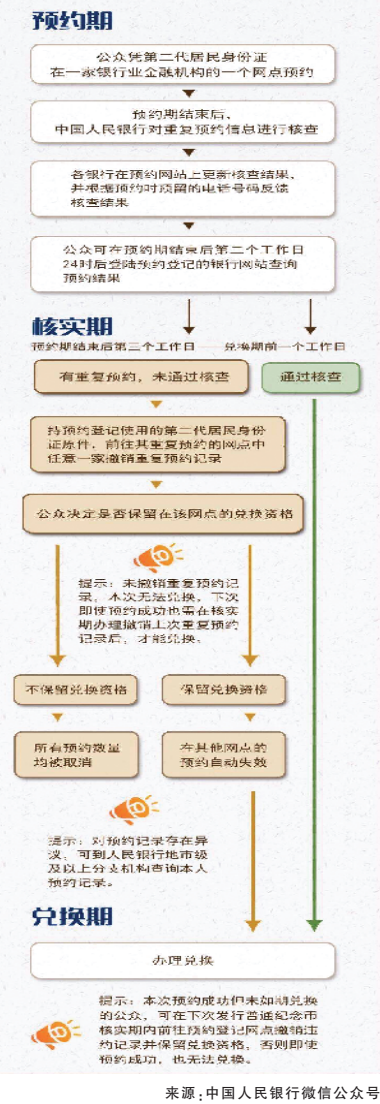 预约期
公众凭第二代居民身份证
在一家银行业金融机构的一个网点预约
预约期结束后，
中国人民银行对重复预约信息进行核查
各银行在预约网站上更新核查结果，
并根据预约时预留的电话号码反馈
核查结果
公众可在预约期结束后第二个工作日
24时后登陆预约登记的银行网站查询
预约结果
核实期
预约期结束后第三个工作日——兑换期前一个工作日
有重复预约，未通过核查
通过核查
持预约登记使用的第二代居民身份
证原件，前往其重复预约的网点中
任意一家撤销重复预约记录
公众决定是否保留在该网点的兑换资格
提示：未撤销重复预约记
录，本次无法兑换，下次
即使预约成功也需在核实
期办理撤销上次重复预约
记录后，才能兑换。
不保留兑换资格
保留兑换资格
所有预约数量
均被取消
在其他网点的
预约自动失效
提示：对预约记录存在异
议，可到人民银行地市级
及以上分支机构查询本人
预约记录。
兑换期
办理兑换
提示：本次预约成功但未如期兑换
的公众，可在下次发行普通纪念币
核实期内前往预约登记网点撤销违
约记录并保留兑换资格，否则即使
预约成功，也无法兑换。
来源：中国人民银行微信公众号